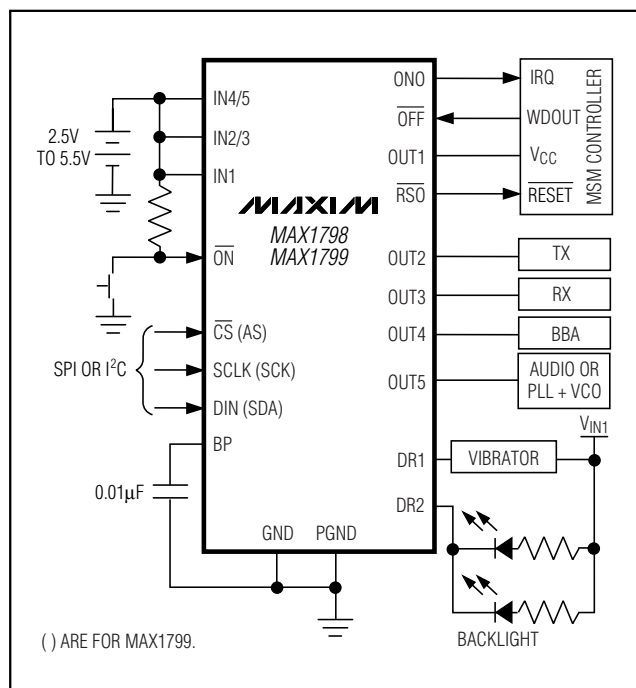 IN4/5
IN2/3
IN1
ON
CS (AS)
SCLK (SCK)
DIN (SDA)
BP
2.5V
TO 5.5V
SPI OR I²C
0.01µF
MAXIM
MAX1798
MAX1799
GND
PGND
ONO
OFF
OUT1
RSO
OUT2
OUT3
OUT4
OUT5
DR1
DR2
IRQ
WDOUT
VCC
RESET
MSM CONTROLLER
TX
RX
BBA
AUDIO OR
PLL + VCO
VIN1
VIBRATOR
BACKLIGHT
( ) ARE FOR MAX1799.